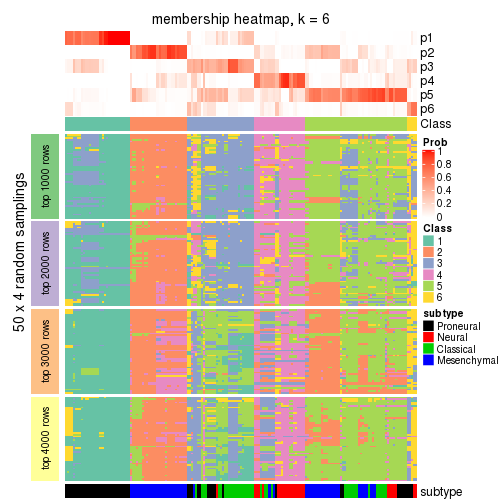 membership heatmap, k = 6
p1
p2
p3
p4
p5
p6
Class
Prob
1
0.8
0.6
0.4
0.2
0
Class
1
2
3
4
5
6
subtype
Proneural
Neural
Classical
Mesenchymal
50 x 4 random samplings
top 1000 rows
top 2000 rows
top 3000 rows
top 4000 rows
subtype